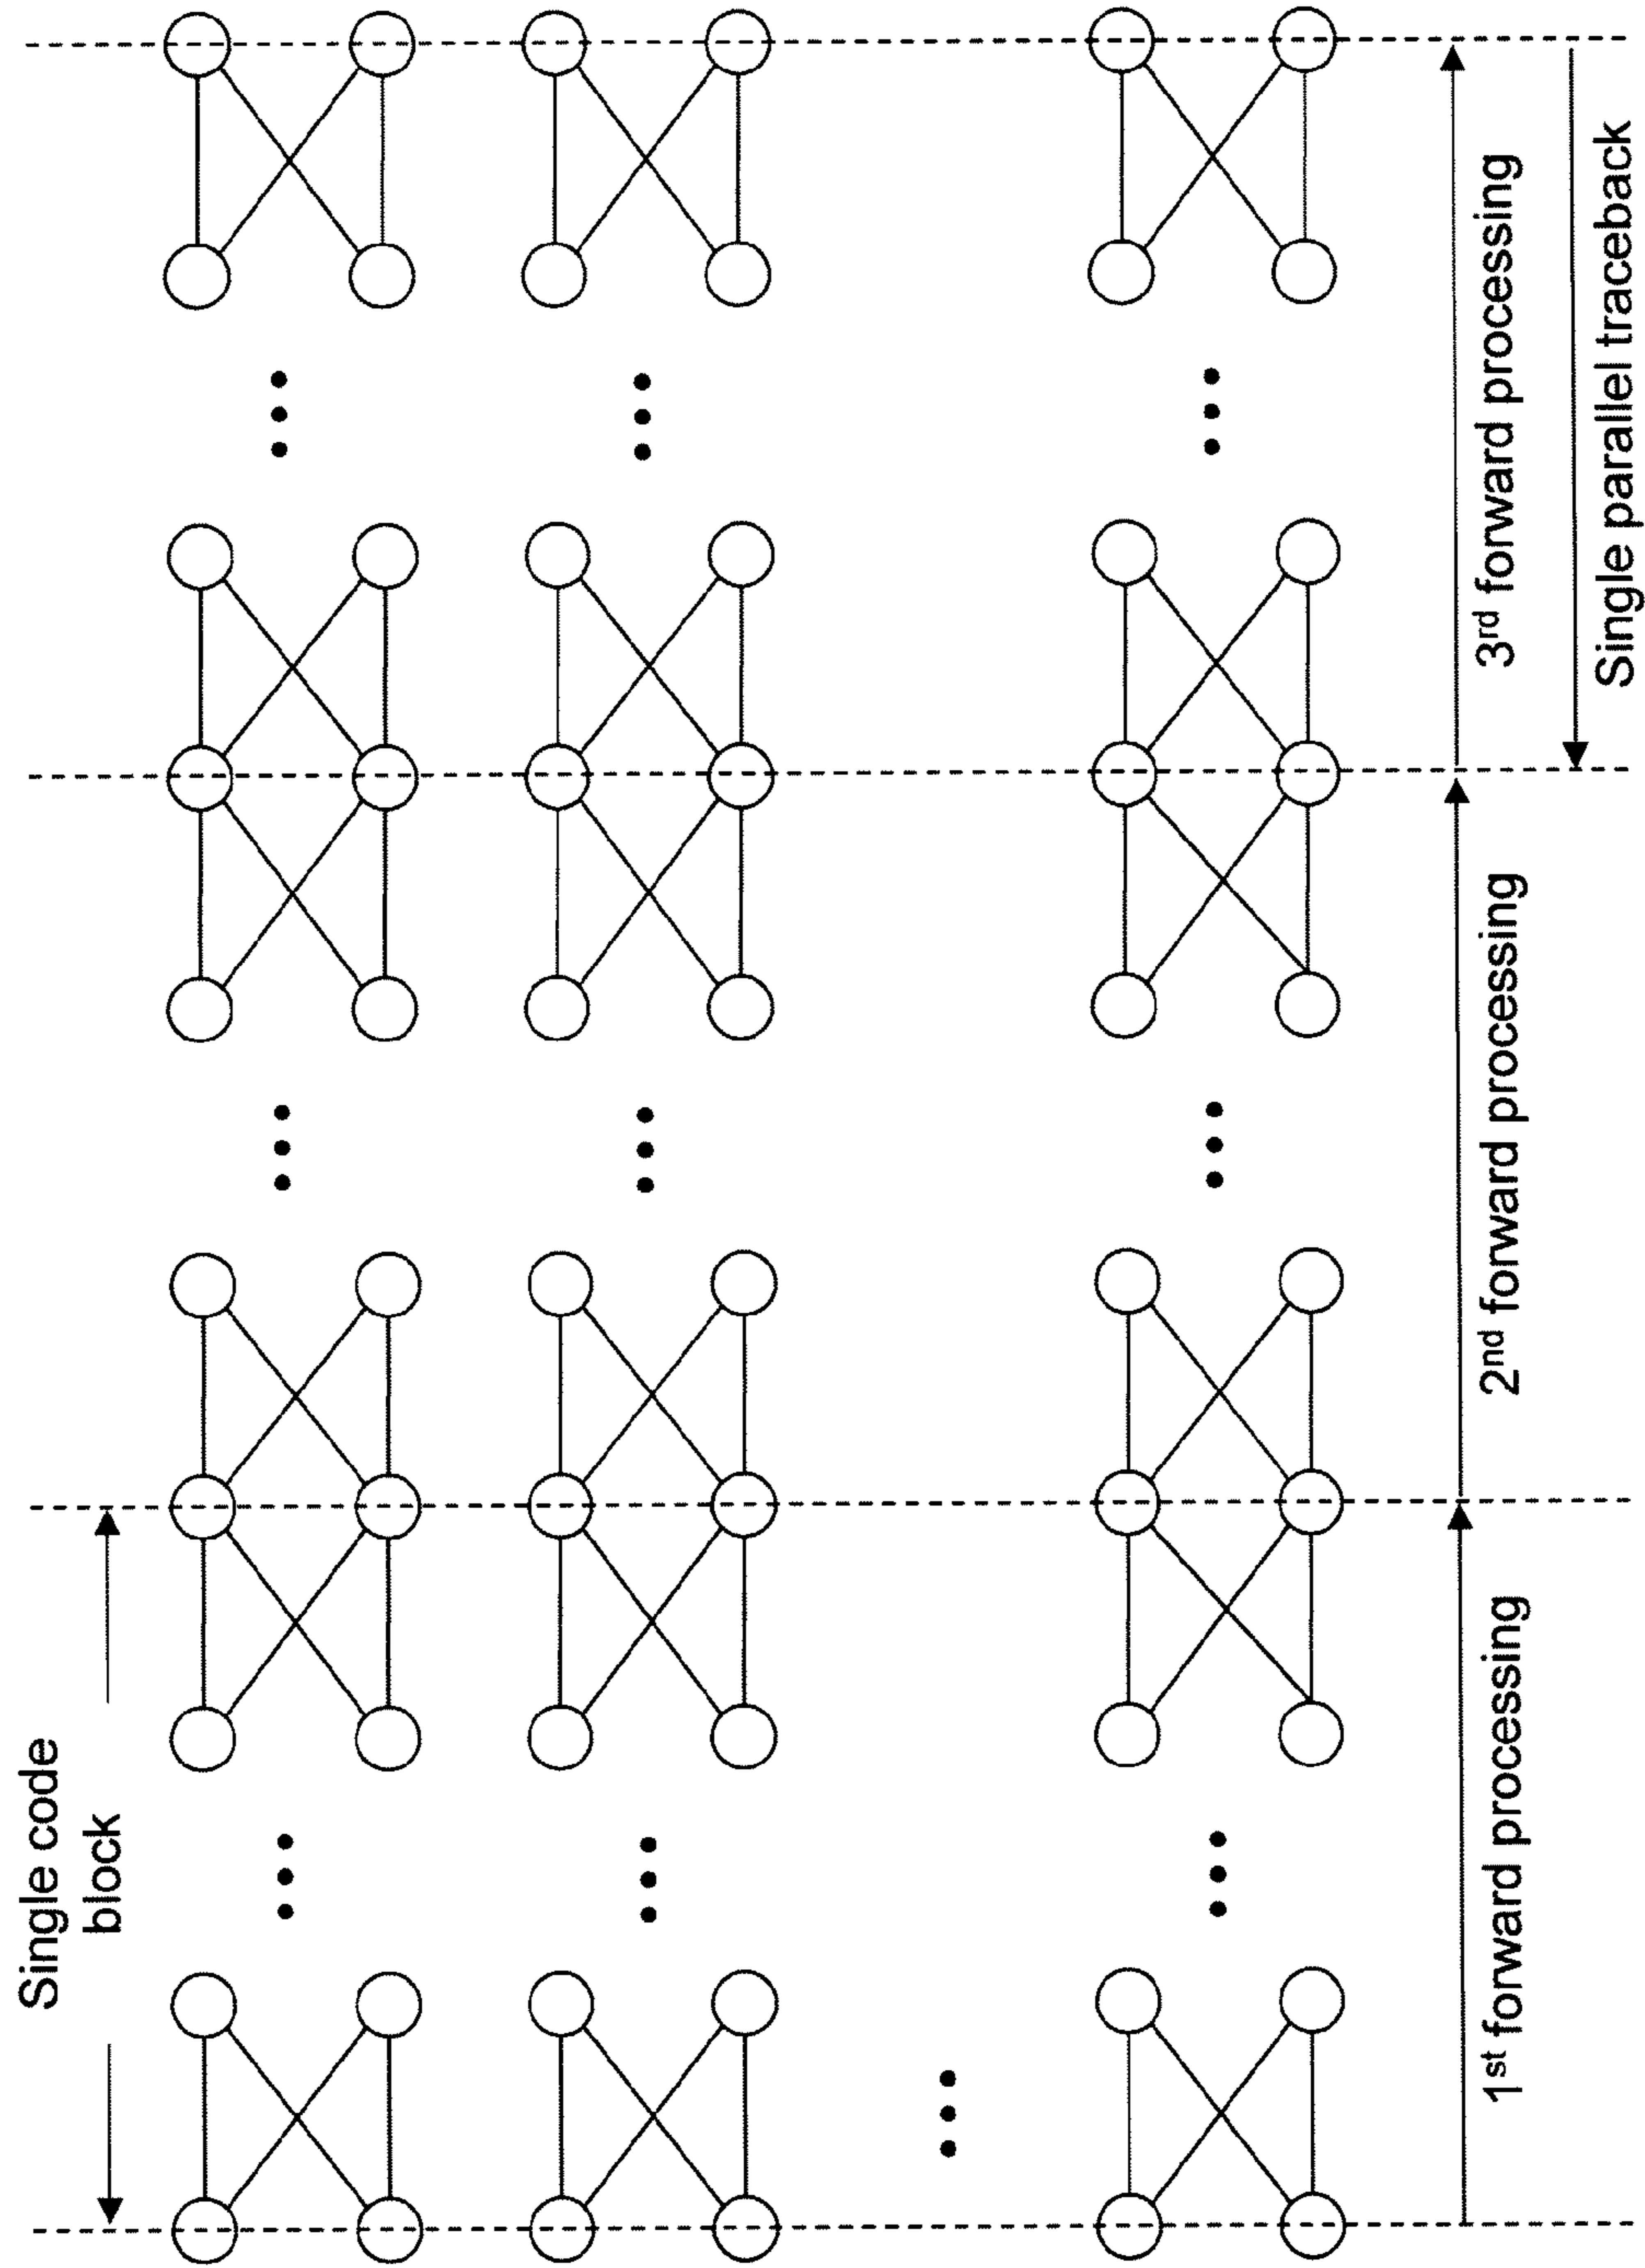 Single code
block
1st forward processing
2nd forward processing
3rd forward processing
Single parallel traceback